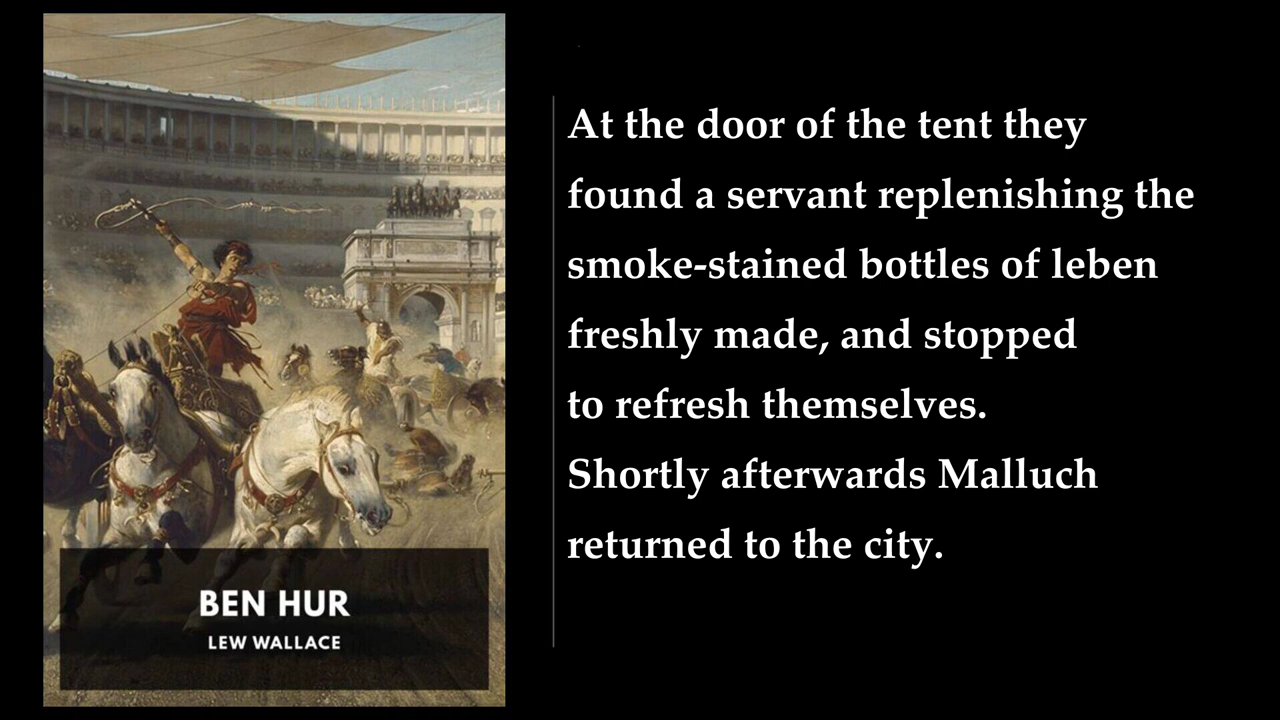 BEN HUR
LEW WALLACE
At the door of the tent they
found a servant replenishing the
smoke-stained bottles of leben
freshly made, and stopped
to refresh themselves.
Shortly afterwards Malluch
returned to the city.